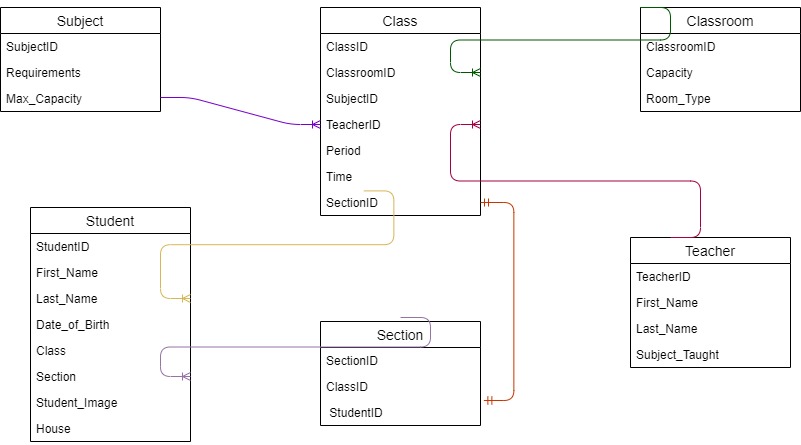 Subject
SubjectID
Requirements
Max_Capacity
Class
ClassID
ClassroomID
SubjectID
TeacherID
Period
Time
SectionID
Classroom
ClassroomID
Capacity
Room_Type
Student
StudentID
First_Name
Last_Name
Date_of_Birth
Class
Section
Student_Image
House
Section
SectionID
ClassID
StudentID
Teacher
TeacherID
First_Name
Last_Name
Subject_Taught